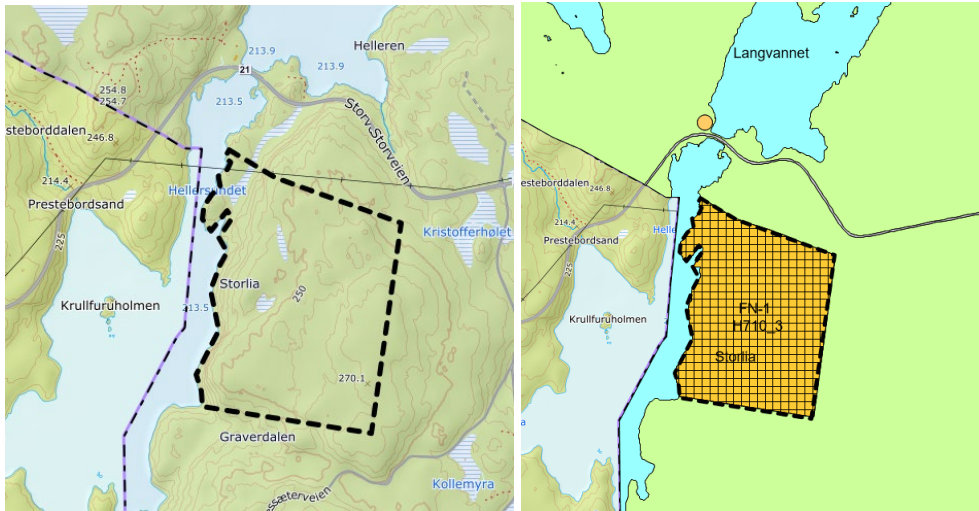 Helleren
213.9
213.9
21
254.8
254.7
213.5
Storv
Storveien
steborddalen
246.8
214.4
Hellersundet
Prestebordsand
225
Kristofferhølet
Storlia
250
Krullfuruholmen
213.5
270.1
Graverdalen
Kollemyra
ssæterveien
Langvannet
esteborddalen
246.8
214.4
Helle
Prestebordsand
225
FN-1
H710_3
Krullfuruholmen
Storlia
a